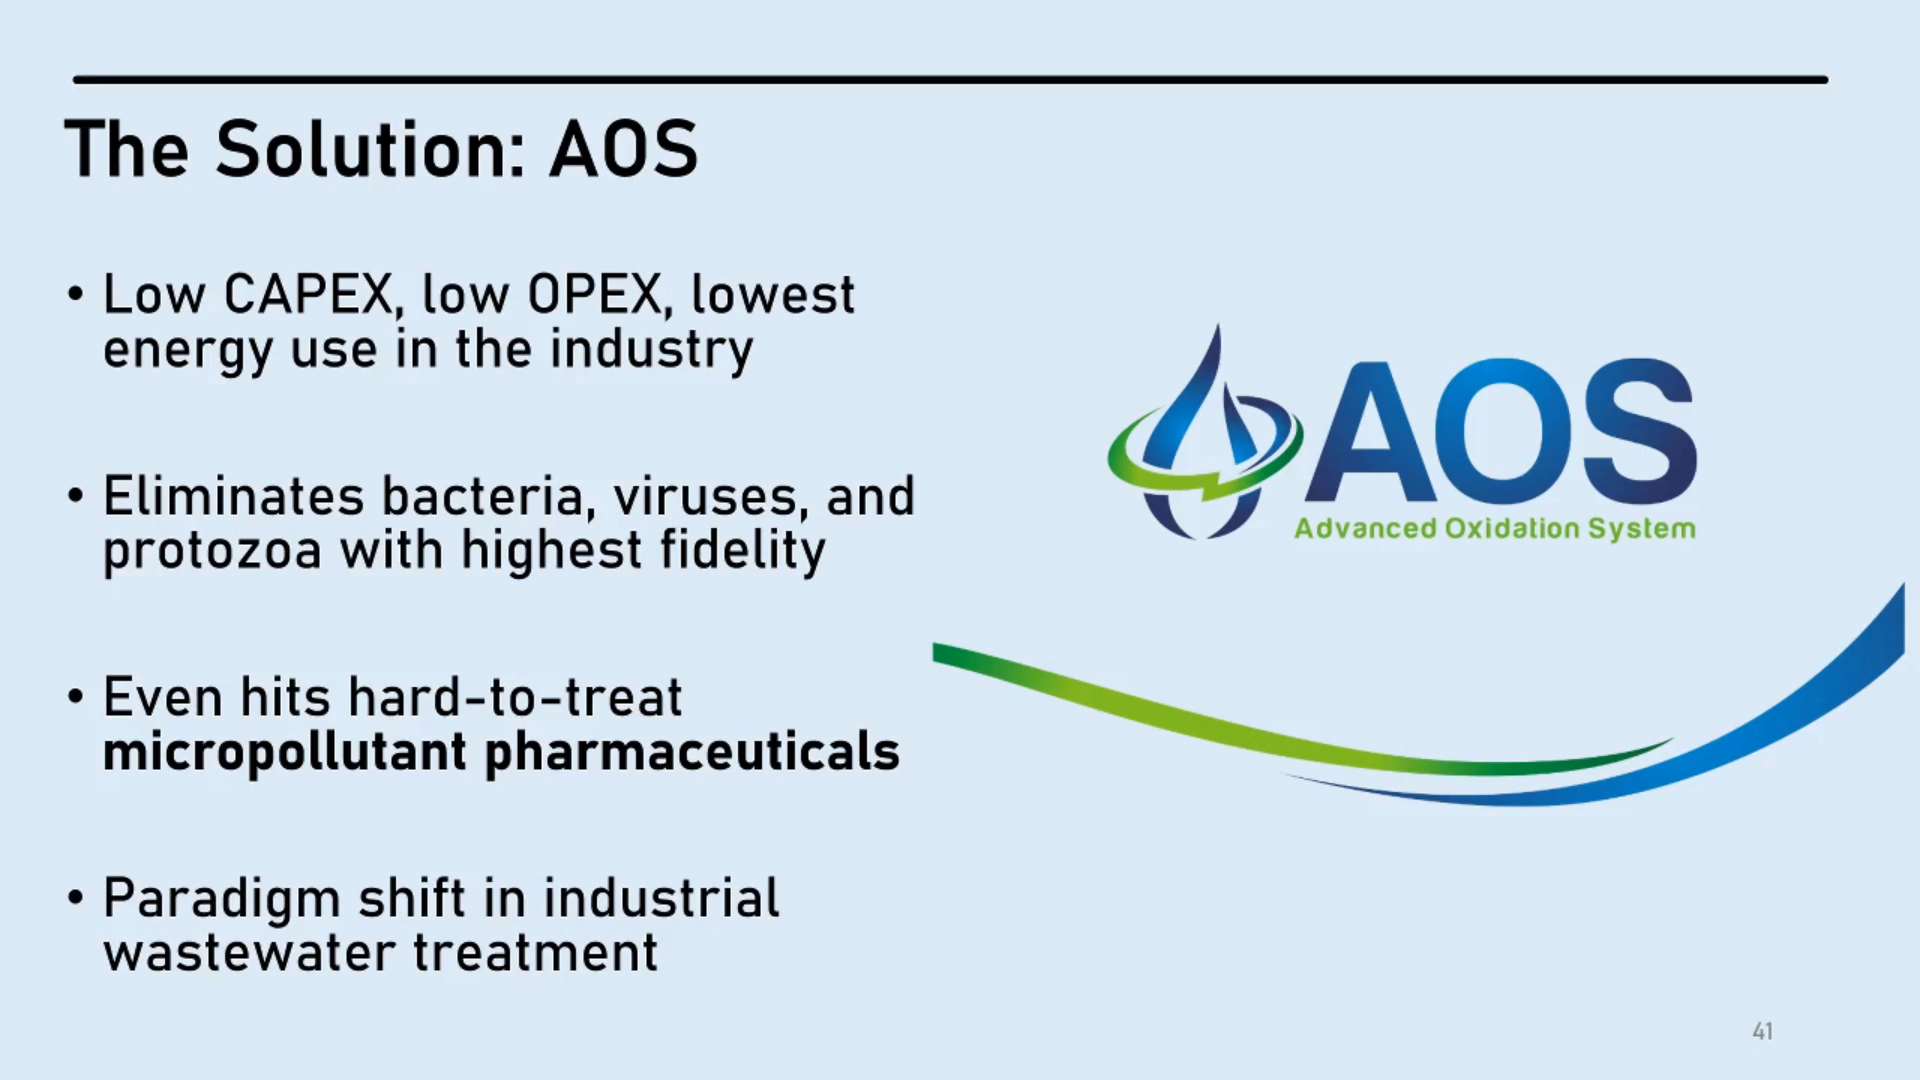 The Solution: AOS
• Low CAPEX, low OPEX, lowest
energy use in the industry
• Eliminates bacteria, viruses, and
protozoa with highest fidelity
• Even hits hard-to-treat
micropollutant pharmaceuticals
• Paradigm shift in industrial
wastewater treatment
AOS
Advanced Oxidation System
41